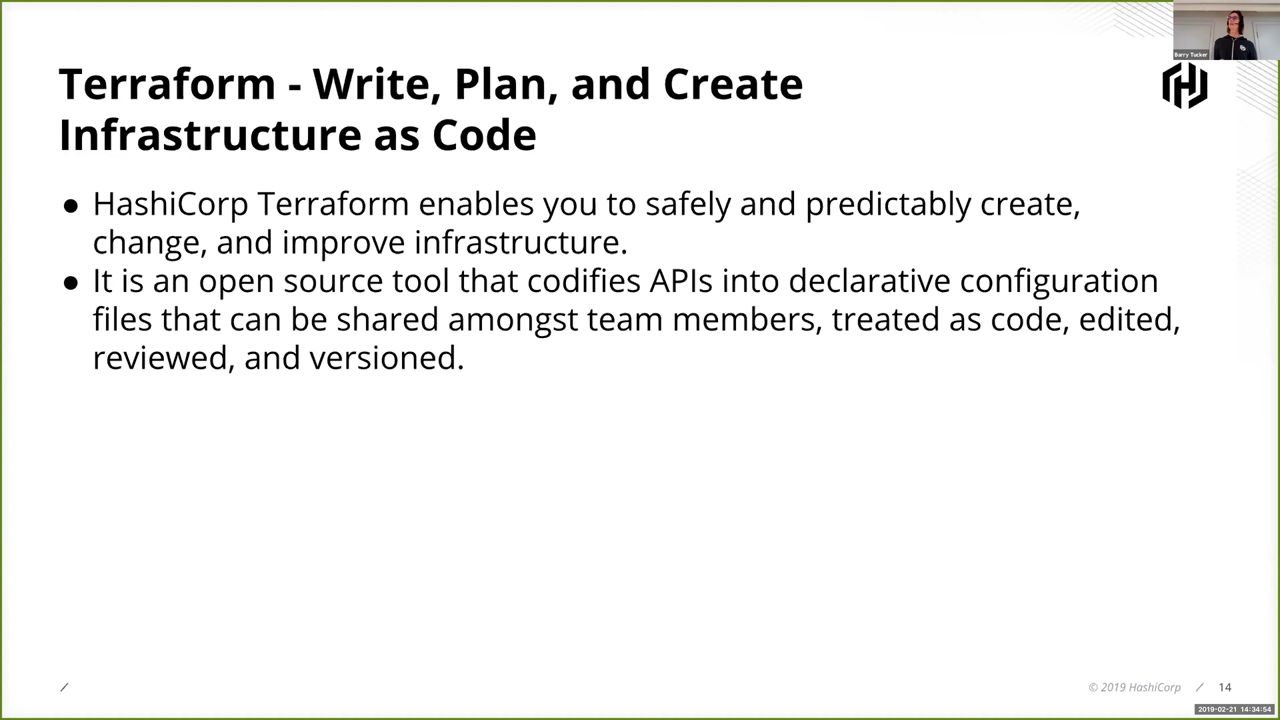 Barry Tucker
Terraform - Write, Plan, and Create
Infrastructure as Code
● HashiCorp Terraform enables you to safely and predictably create,
change, and improve infrastructure.
● It is an open source tool that codifies APIs into declarative configuration
files that can be shared amongst team members, treated as code, edited,
reviewed, and versioned.
/
© 2019 HashiCorp / 14
2019-02-21 14:34:54